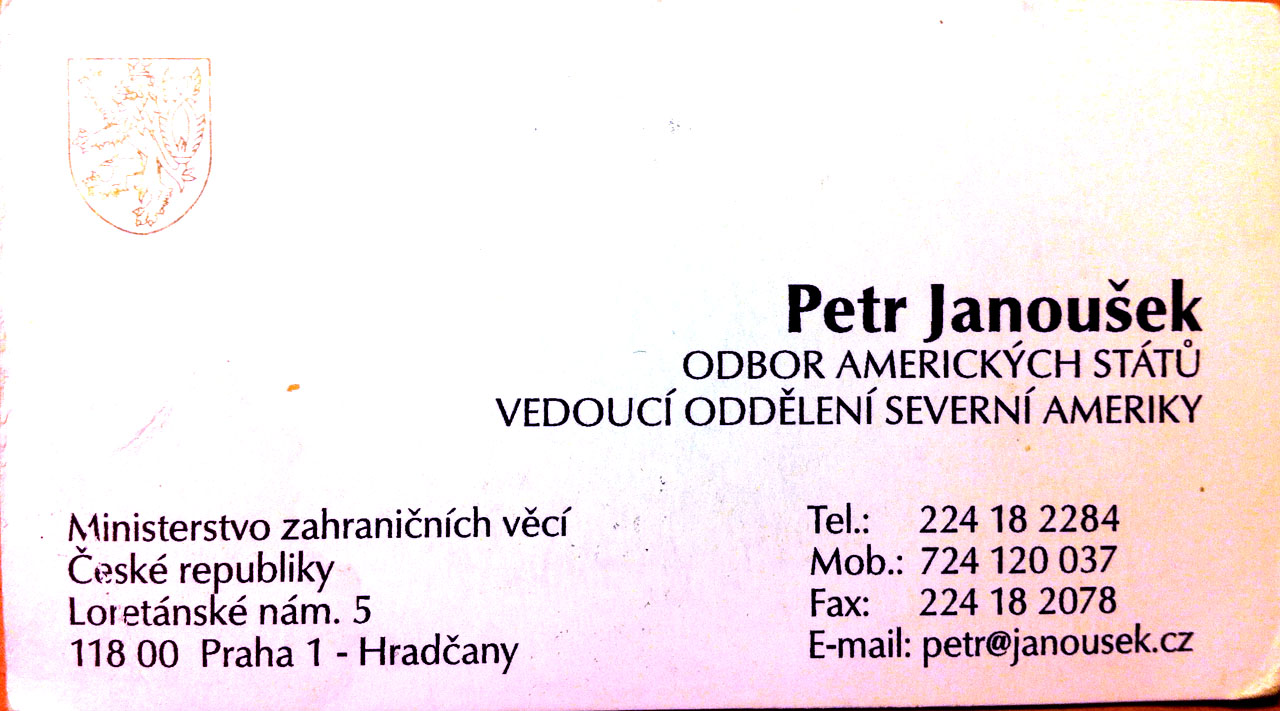 Petr Janoušek
ODBOR AMERICKÝCH STÁTŮ
VEDOUCÍ ODDĚLENÍ SEVERNÍ AMERIKY
Ministerstvo zahraničních věcí
České republiky
Loretánské nám. 5
118 00 Praha 1 - Hradčany
Tel.: 224 18 2284
Mob.: 724 120 037
Fax: 224 18 2078
E-mail: petr@janousek.cz